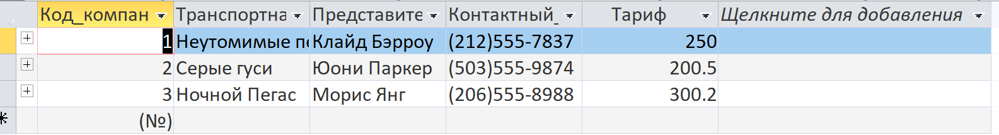 Код_компан Транспортна Представите Контактный_ Тариф Щелкните для добавления
1 Неутомимые пе Клайд Бэрроу (212)555-7837 250
2 Серые гуси Юони Паркер (503)555-9874 200.5
3 Ночной Пегас Морис Янг (206)555-8988 300.2
(№)